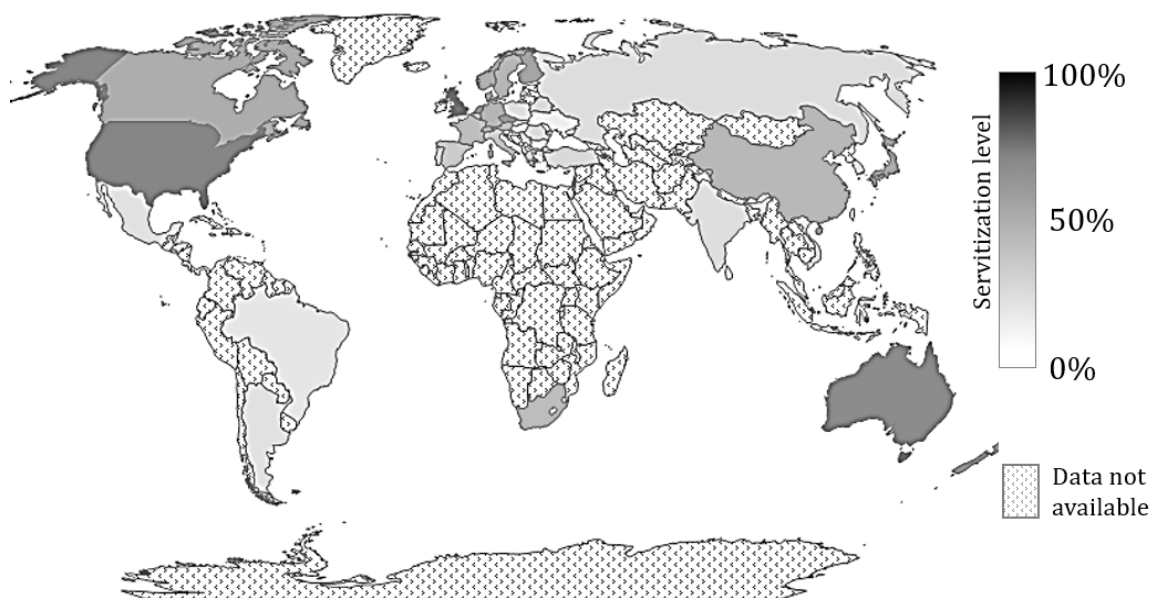 100%
Servitization level
50%
0%
Data not
available